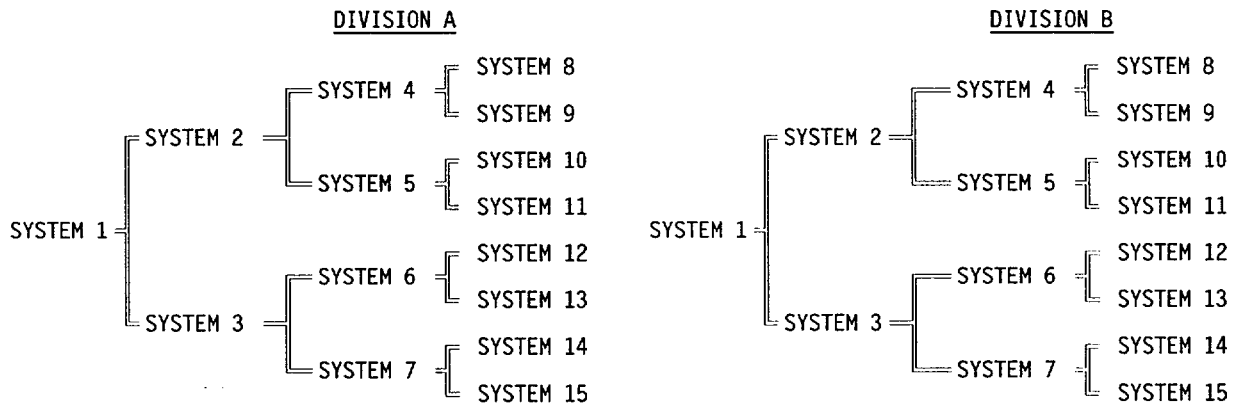 DIVISION A DIVISION B
SYSTEM 8 SYSTEM 8
SYSTEM 4 SYSTEM 4
SYSTEM 9 SYSTEM 9
SYSTEM 2 SYSTEM 2
SYSTEM 10 SYSTEM 10
SYSTEM 5 SYSTEM 5
SYSTEM 11 SYSTEM 11
SYSTEM 1 SYSTEM 1
SYSTEM 12 SYSTEM 12
SYSTEM 6 SYSTEM 6
SYSTEM 13 SYSTEM 13
SYSTEM 3 SYSTEM 3
SYSTEM 14 SYSTEM 14
SYSTEM 7 SYSTEM 7
SYSTEM 15 SYSTEM 15